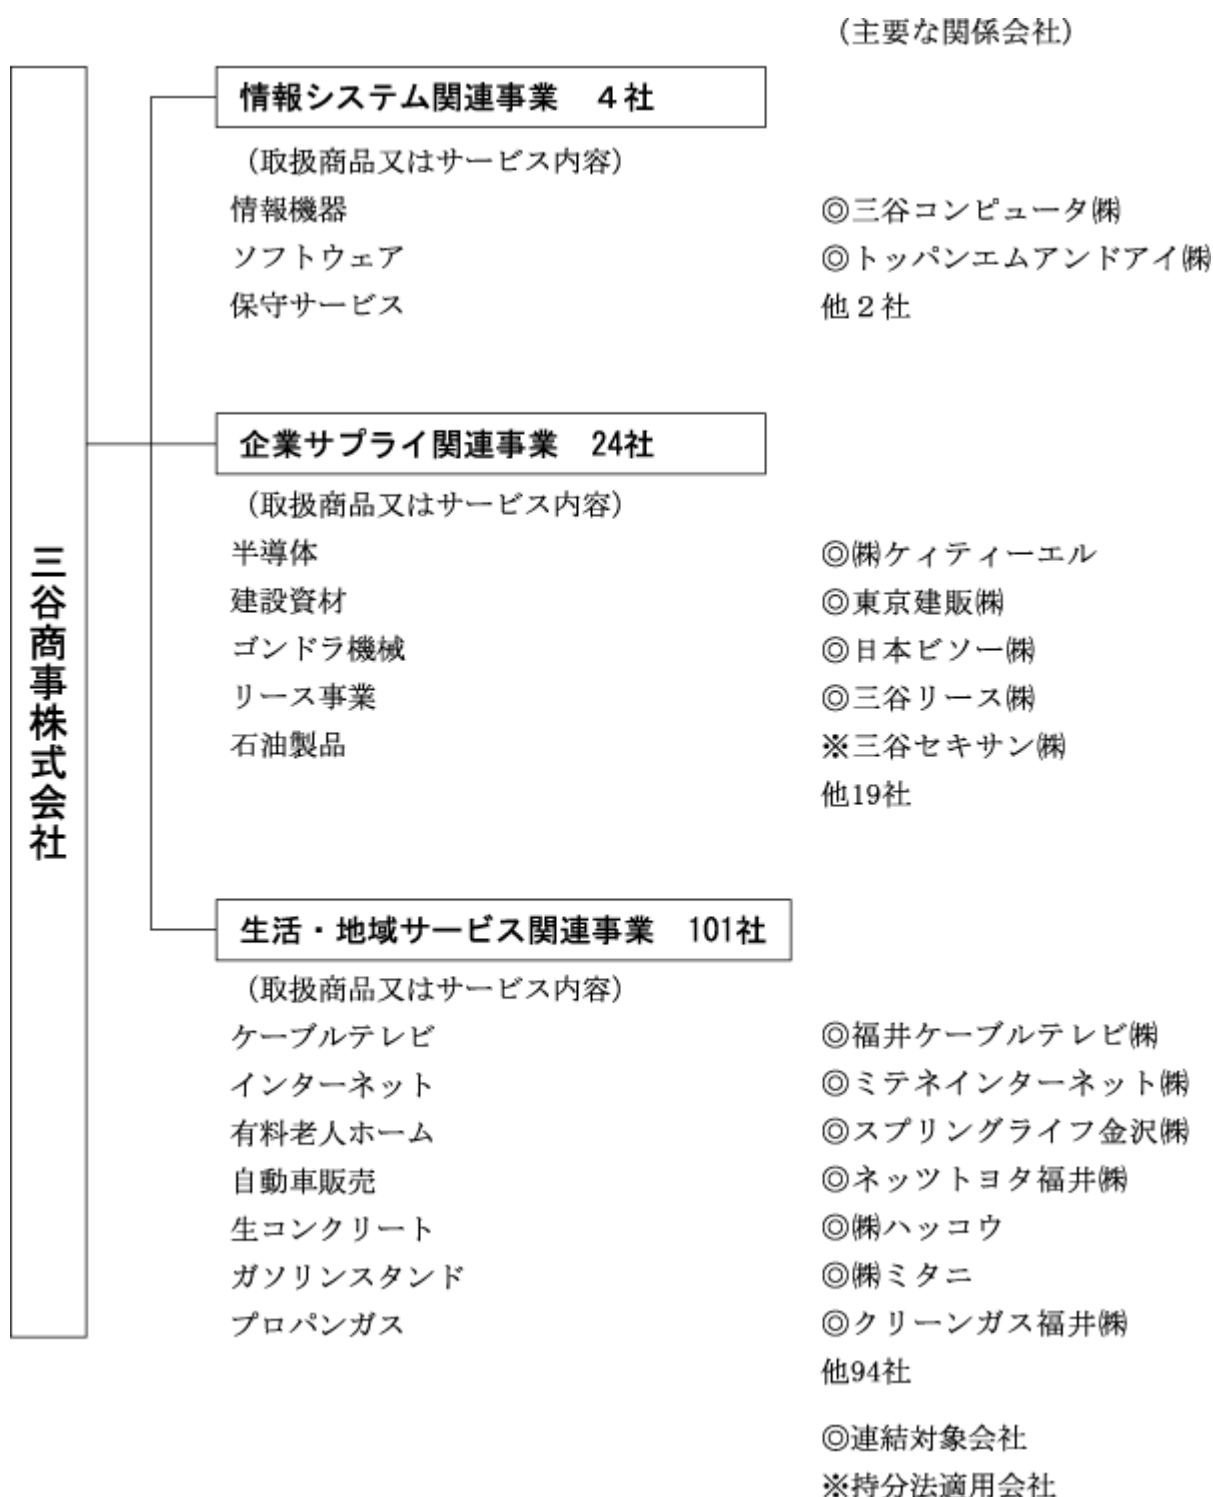 (主要な関係会社)
三谷商事株式会社
情報システム関連事業　4社
(取扱商品又はサービス内容)
情報機器　◎三谷コンピュータ㈱
ソフトウェア　◎トッパンエムアンドアイ㈱
保守サービス　他2社
企業サプライ関連事業　24社
(取扱商品又はサービス内容)
半導体　◎㈱ケィティーエル
建設資材　◎東京建販㈱
ゴンドラ機械　◎日本ビソー㈱
リース事業　◎三谷リース㈱
石油製品　※三谷セキサン㈱
他19社
生活・地域サービス関連事業　101社
(取扱商品又はサービス内容)
ケーブルテレビ　◎福井ケーブルテレビ㈱
インターネット　◎ミテネインターネット㈱
有料老人ホーム　◎スプリングライフ金沢㈱
自動車販売　◎ネッツトヨタ福井㈱
生コンクリート　◎㈱ハッコウ
ガソリンスタンド　◎㈱ミタニ
プロパンガス　◎クリーンガス福井㈱
他94社
◎連結対象会社
※持分法適用会社